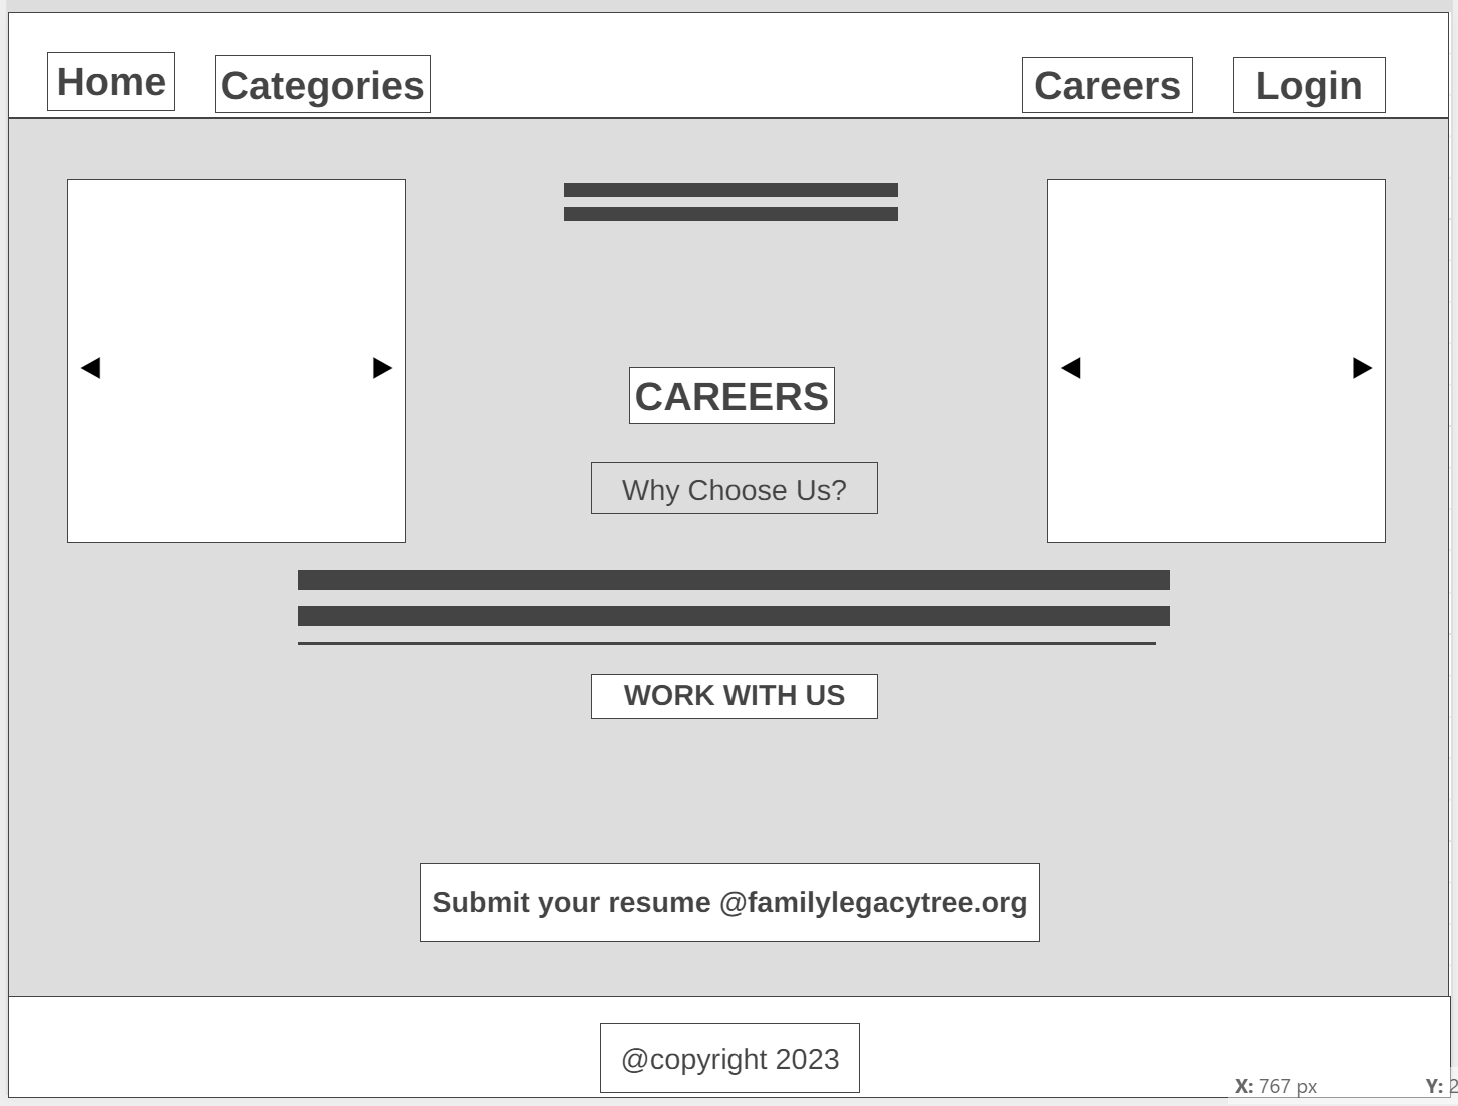 Home
Categories
Careers
Login
CAREERS
Why Choose Us?
WORK WITH US
Submit your resume @familylegacytree.org
@copyright 2023
X: 767 px
Y: 2